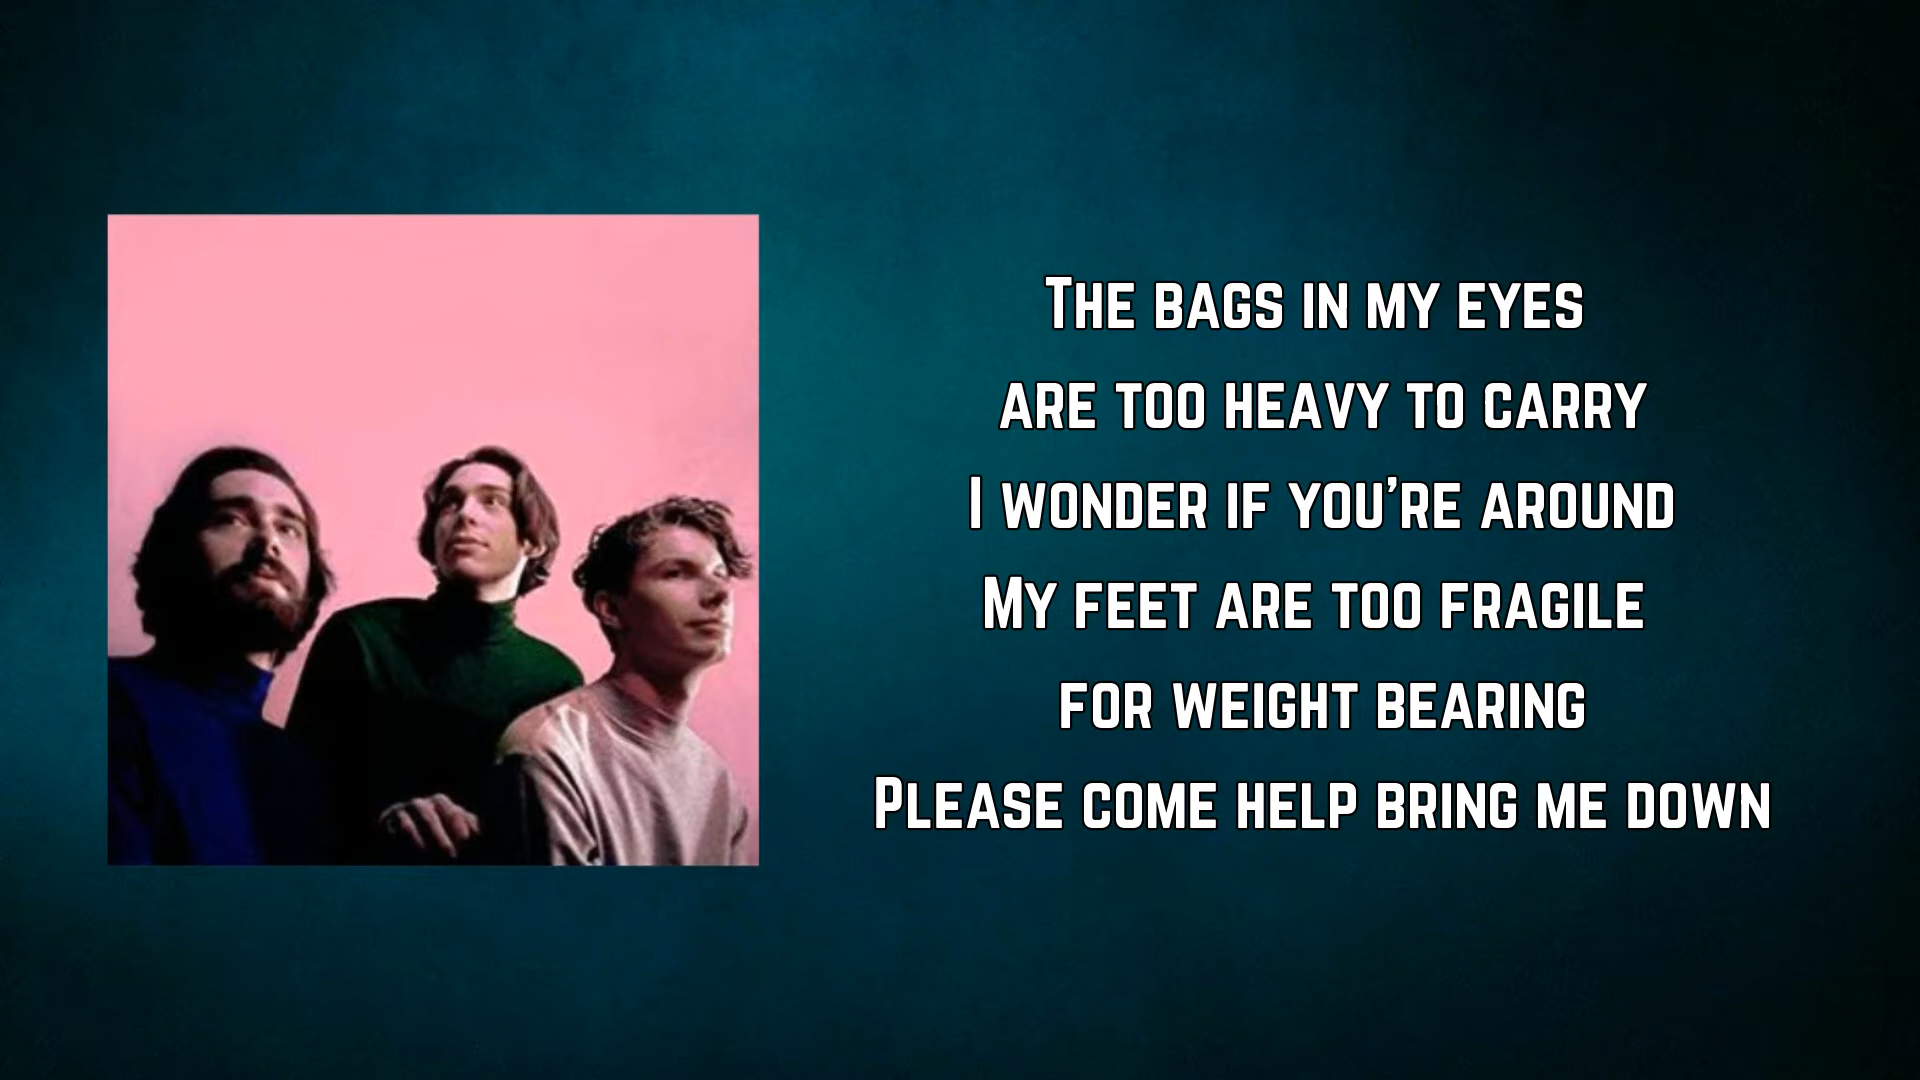 The bags in my eyes
are too heavy to carry
I wonder if you're around
My feet are too fragile
for weight bearing
Please come help bring me down